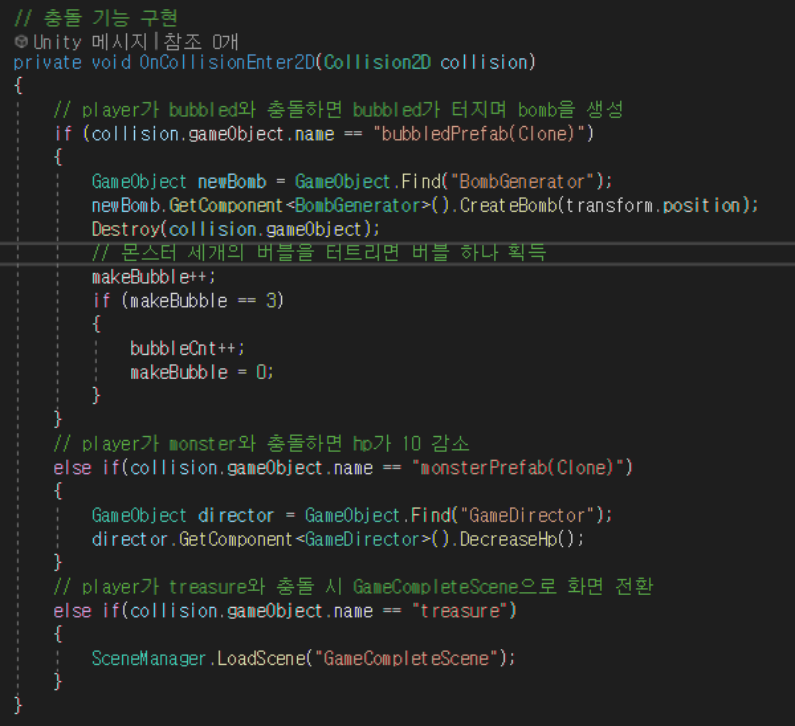 // 충돌 기능 구현
Unity 메시지|참조 0개
private void OnCollisionEnter2D(Collision2D collision)
{
// player가 bubbled와 충돌하면 bubbled가 터지며 bomb을 생성
if (collision.gameObject.name == "bubbledPrefab(Clone)")
{
GameObject newBomb = GameObject.Find("BombGenerator");
newBomb.GetComponent<BombGenerator>().CreateBomb(transform.position);
Destroy(collision.gameObject);
// 몬스터 세개의 버블을 터트리면 버블 하나 획득
makeBubble++;
if (makeBubble == 3)
{
bubbleCnt++;
makeBubble = 0;
}
}
// player가 monster와 충돌하면 hp가 10 감소
else if(collision.gameObject.name == "monsterPrefab(Clone)")
{
GameObject director = GameObject.Find("GameDirector");
director.GetComponent<GameDirector>().DecreaseHp();
}
// player가 treasure와 충돌 시 GameCompleteScene으로 화면 전환
else if(collision.gameObject.name == "treasure")
{
SceneManager.LoadScene("GameCompleteScene");
}
}